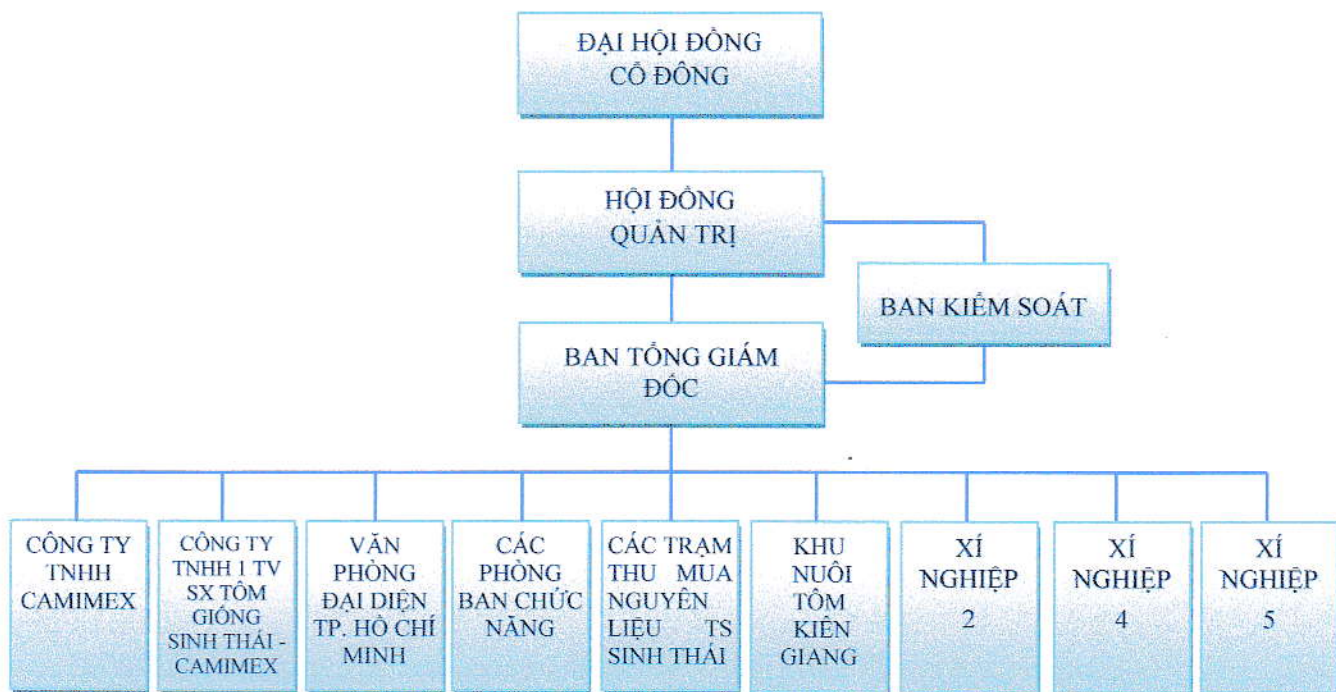 ĐẠI HỘI ĐỒNG
CỔ ĐÔNG
HỘI ĐỒNG
QUẢN TRỊ
BAN KIỂM SOÁT
BAN TỔNG GIÁM
ĐỐC
CÔNG TY
TNHH
CAMIMEX
CÔNG TY
TNHH 1 TV
SX TÔM
GIỐNG
SINH THÁI -
CAMIMEX
VĂN
PHÒNG
ĐẠI DIỆN
TP. HỒ CHÍ
MINH
CÁC
PHÒNG
BAN CHỨC
NĂNG
CÁC TRẠM
THU MUA
NGUYÊN
LIỆU TS
SINH THÁI
KHU
NUÔI
TÔM
KIÊN
GIANG
XÍ
NGHIỆP
2
XÍ
NGHIỆP
4
XÍ
NGHIỆP
5